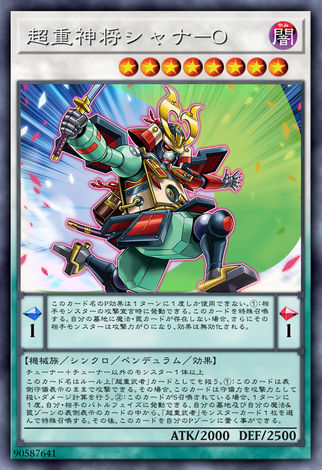 超重神将シャナ-O
闇
やみ
このカード名のP効果は１ターンに１度しか使用できない。①：相
手モンスターの攻撃宣言時に発動できる。このカードを特殊召喚
する。自分の墓地に魔法・罠カードが存在しない場合、さらにその
相手モンスターは攻撃力が０になり、効果は無効化される。
1
1
【機械族／シンクロ／ペンデュラム／効果】
チューナー＋チューナー以外のモンスター１体以上
このカード名はルール上「超重武者」カードとしても扱う。①：このカードは表
側守備表示のままで攻撃できる。その場合、このカードは守備力を攻撃力として
扱いダメージ計算を行う。②：このカードがS召喚されている場合、１ターンに
１度、自分・相手のバトルフェイズに発動できる。自分の墓地及び自分の魔法＆
罠ゾーンの表側表示のカードの中から、「超重武者」モンスターカード１枚を選
んで特殊召喚する。その後、このカードを自分のPゾーンに置く事ができる。
ATK/2000 DEF/2500
90587641